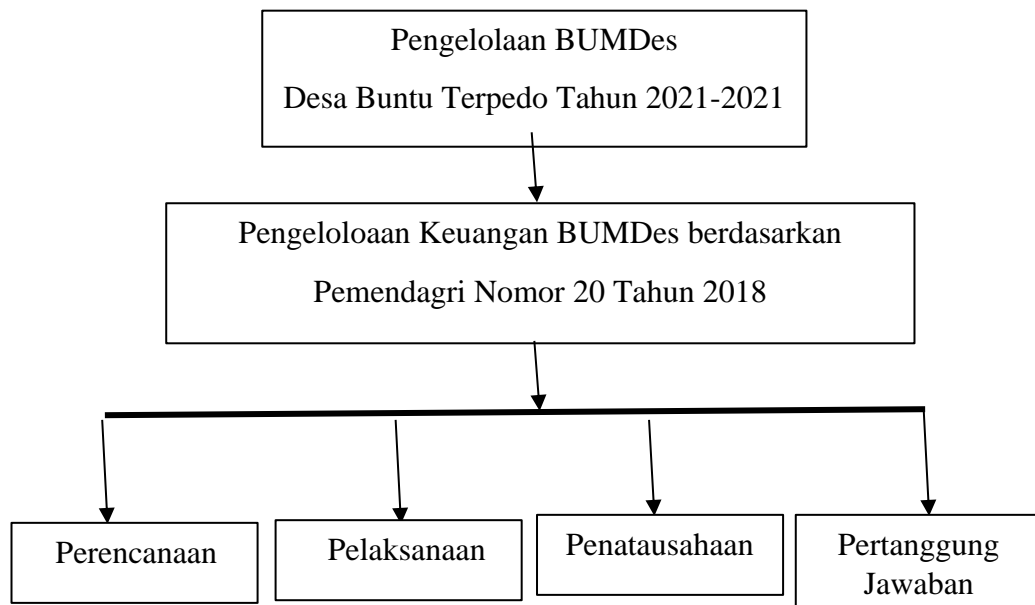 Pengelolaan BUMDes
Desa Buntu Terpedo Tahun 2021-2021
Pengeloloaan Keuangan BUMDes berdasarkan
Pemendagri Nomor 20 Tahun 2018
Perencanaan
Pelaksanaan
Penatausahaan
Pertanggung
Jawaban